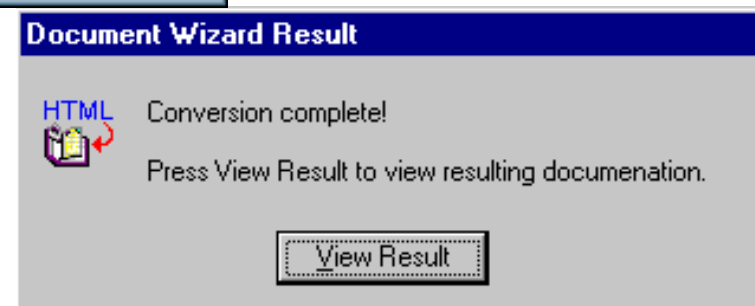 Document Wizard Result
HTML
Conversion complete!
Press View Result to view resulting documenation.
View Result